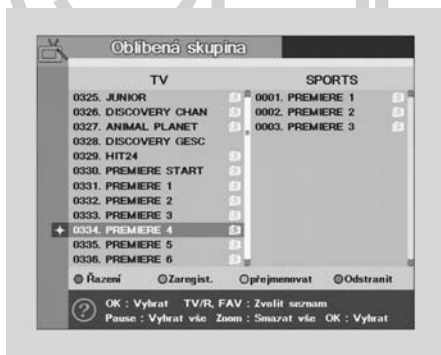 Oblíbená skupina
TV SPORTS
0325. JUNIOR
0326. DISCOVERY CHAN
0327. ANIMAL PLANET
0328. DISCOVERY GESC
0329. HIT24
0330. PREMIERE START
0331. PREMIERE 1
0332. PREMIERE 2
0333. PREMIERE 3
0334. PREMIERE 4
0335. PREMIERE 5
0336. PREMIERE 6
0001. PREMIERE 1
0002. PREMIERE 2
0003. PREMIERE 3
Řazení Zaregist. Opřejmenovat Odstranit
OK : Vybrat TV/R, FAV : Zvolit seznam
Pause : Vybrat vše Zoom : Smazat vše OK : Vybrat